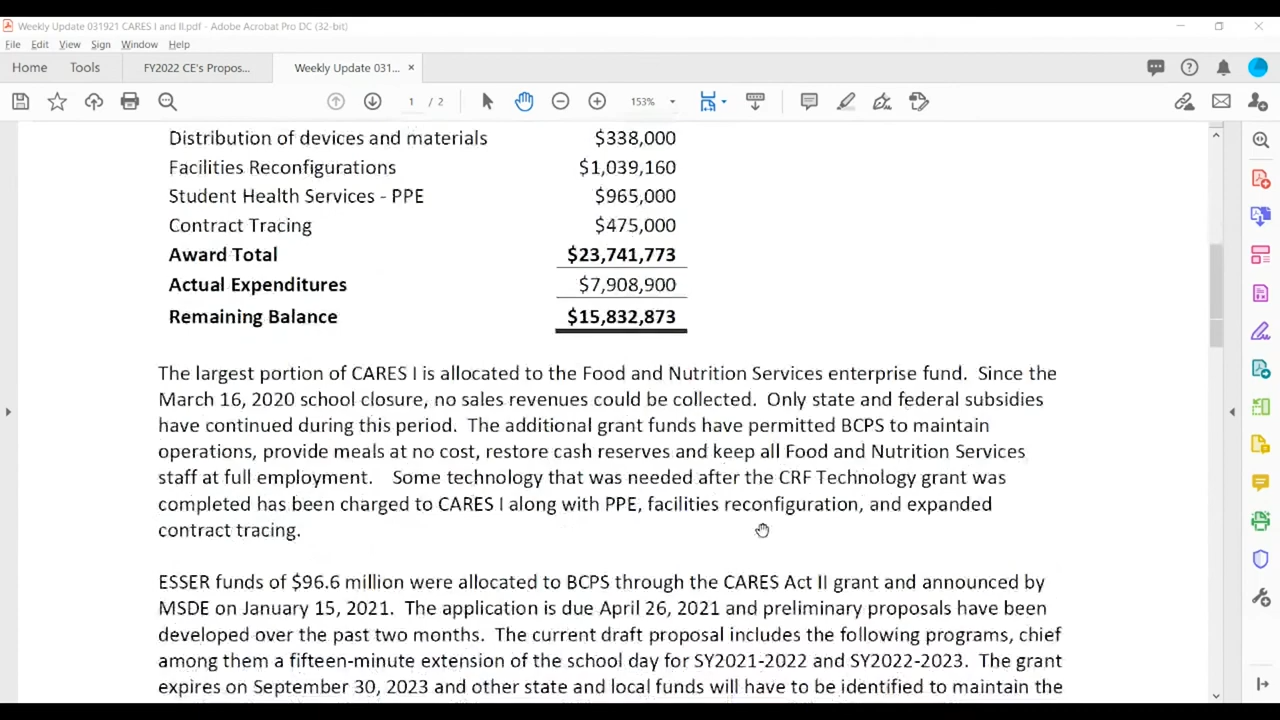 Weekly Update 031921 CARES I and II.pdf - Adobe Acrobat Pro DC (32-bit)
File Edit View Sign Window Help
Home Tools FY2022 CE's Propos... Weekly Update 031... ×
1 / 2 153%
Distribution of devices and materials $338,000
Facilities Reconfigurations $1,039,160
Student Health Services - PPE $965,000
Contract Tracing $475,000
Award Total $23,741,773
Actual Expenditures $7,908,900
Remaining Balance $15,832,873
The largest portion of CARES I is allocated to the Food and Nutrition Services enterprise fund. Since the
March 16, 2020 school closure, no sales revenues could be collected. Only state and federal subsidies
have continued during this period. The additional grant funds have permitted BCPS to maintain
operations, provide meals at no cost, restore cash reserves and keep all Food and Nutrition Services
staff at full employment. Some technology that was needed after the CRF Technology grant was
completed has been charged to CARES I along with PPE, facilities reconfiguration, and expanded
contract tracing.
ESSER funds of $96.6 million were allocated to BCPS through the CARES Act II grant and announced by
MSDE on January 15, 2021. The application is due April 26, 2021 and preliminary proposals have been
developed over the past two months. The current draft proposal includes the following programs, chief
among them a fifteen-minute extension of the school day for SY2021-2022 and SY2022-2023. The grant
expires on September 30, 2023 and other state and local funds will have to be identified to maintain the